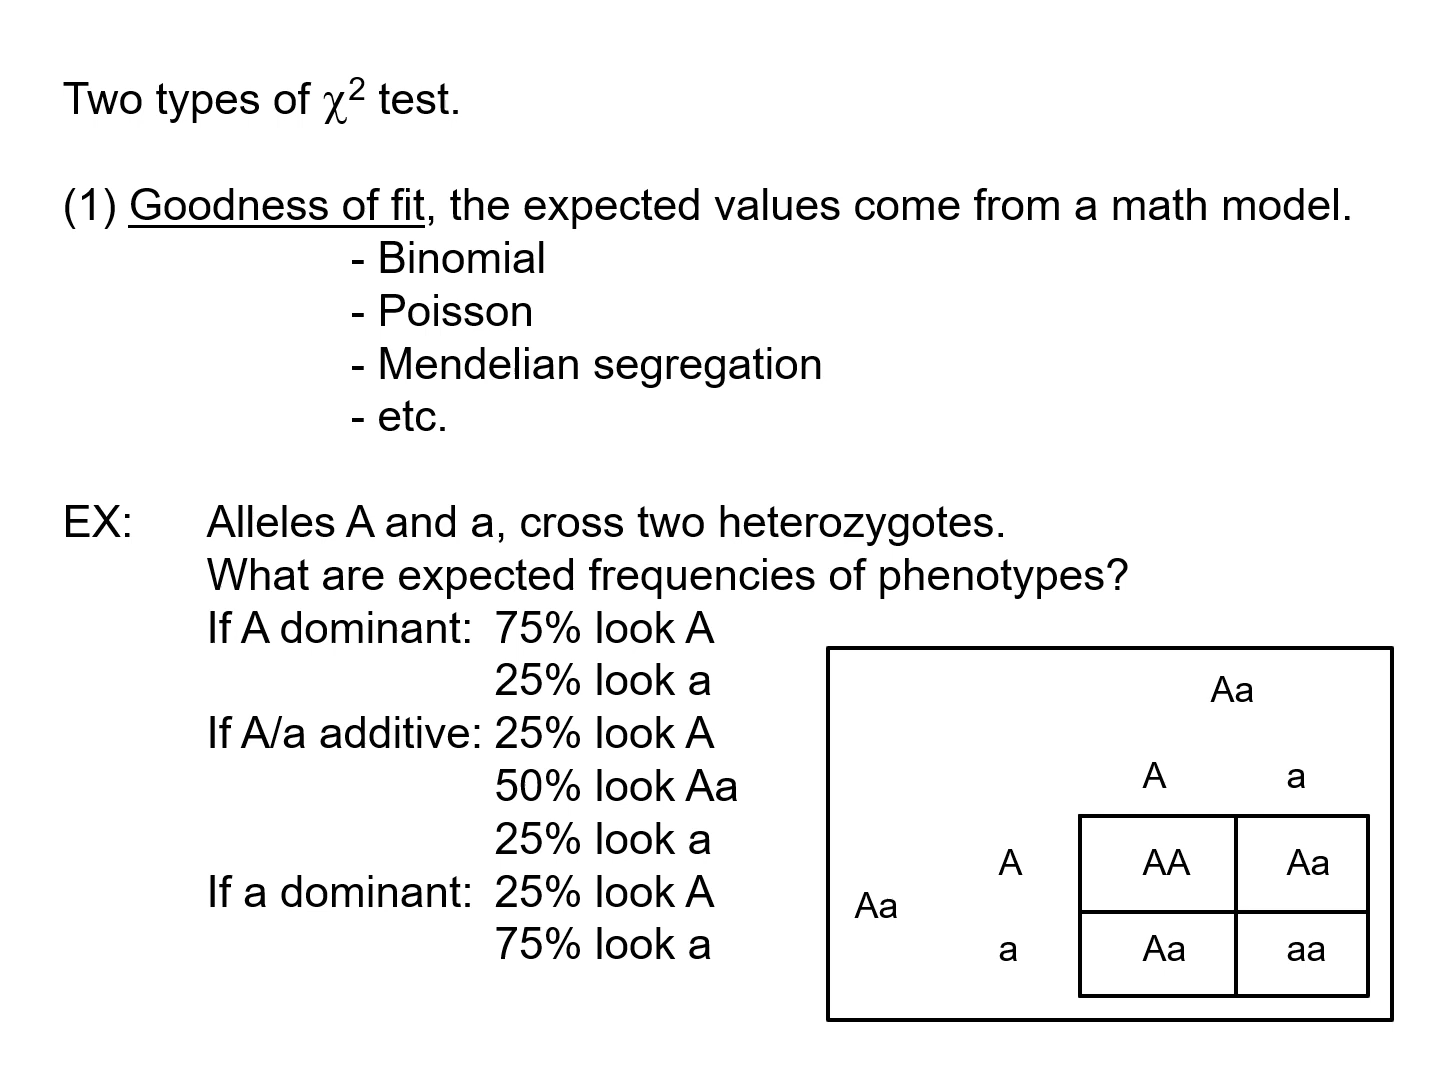 Two types of χ² test.
(1) Goodness of fit, the expected values come from a math model.
- Binomial
- Poisson
- Mendelian segregation
- etc.
EX: Alleles A and a, cross two heterozygotes.
What are expected frequencies of phenotypes?
If A dominant: 75% look A
25% look a
If A/a additive: 25% look A
50% look Aa
25% look a
If a dominant: 25% look A
75% look a
Aa
A a
A AA Aa
Aa
a Aa aa